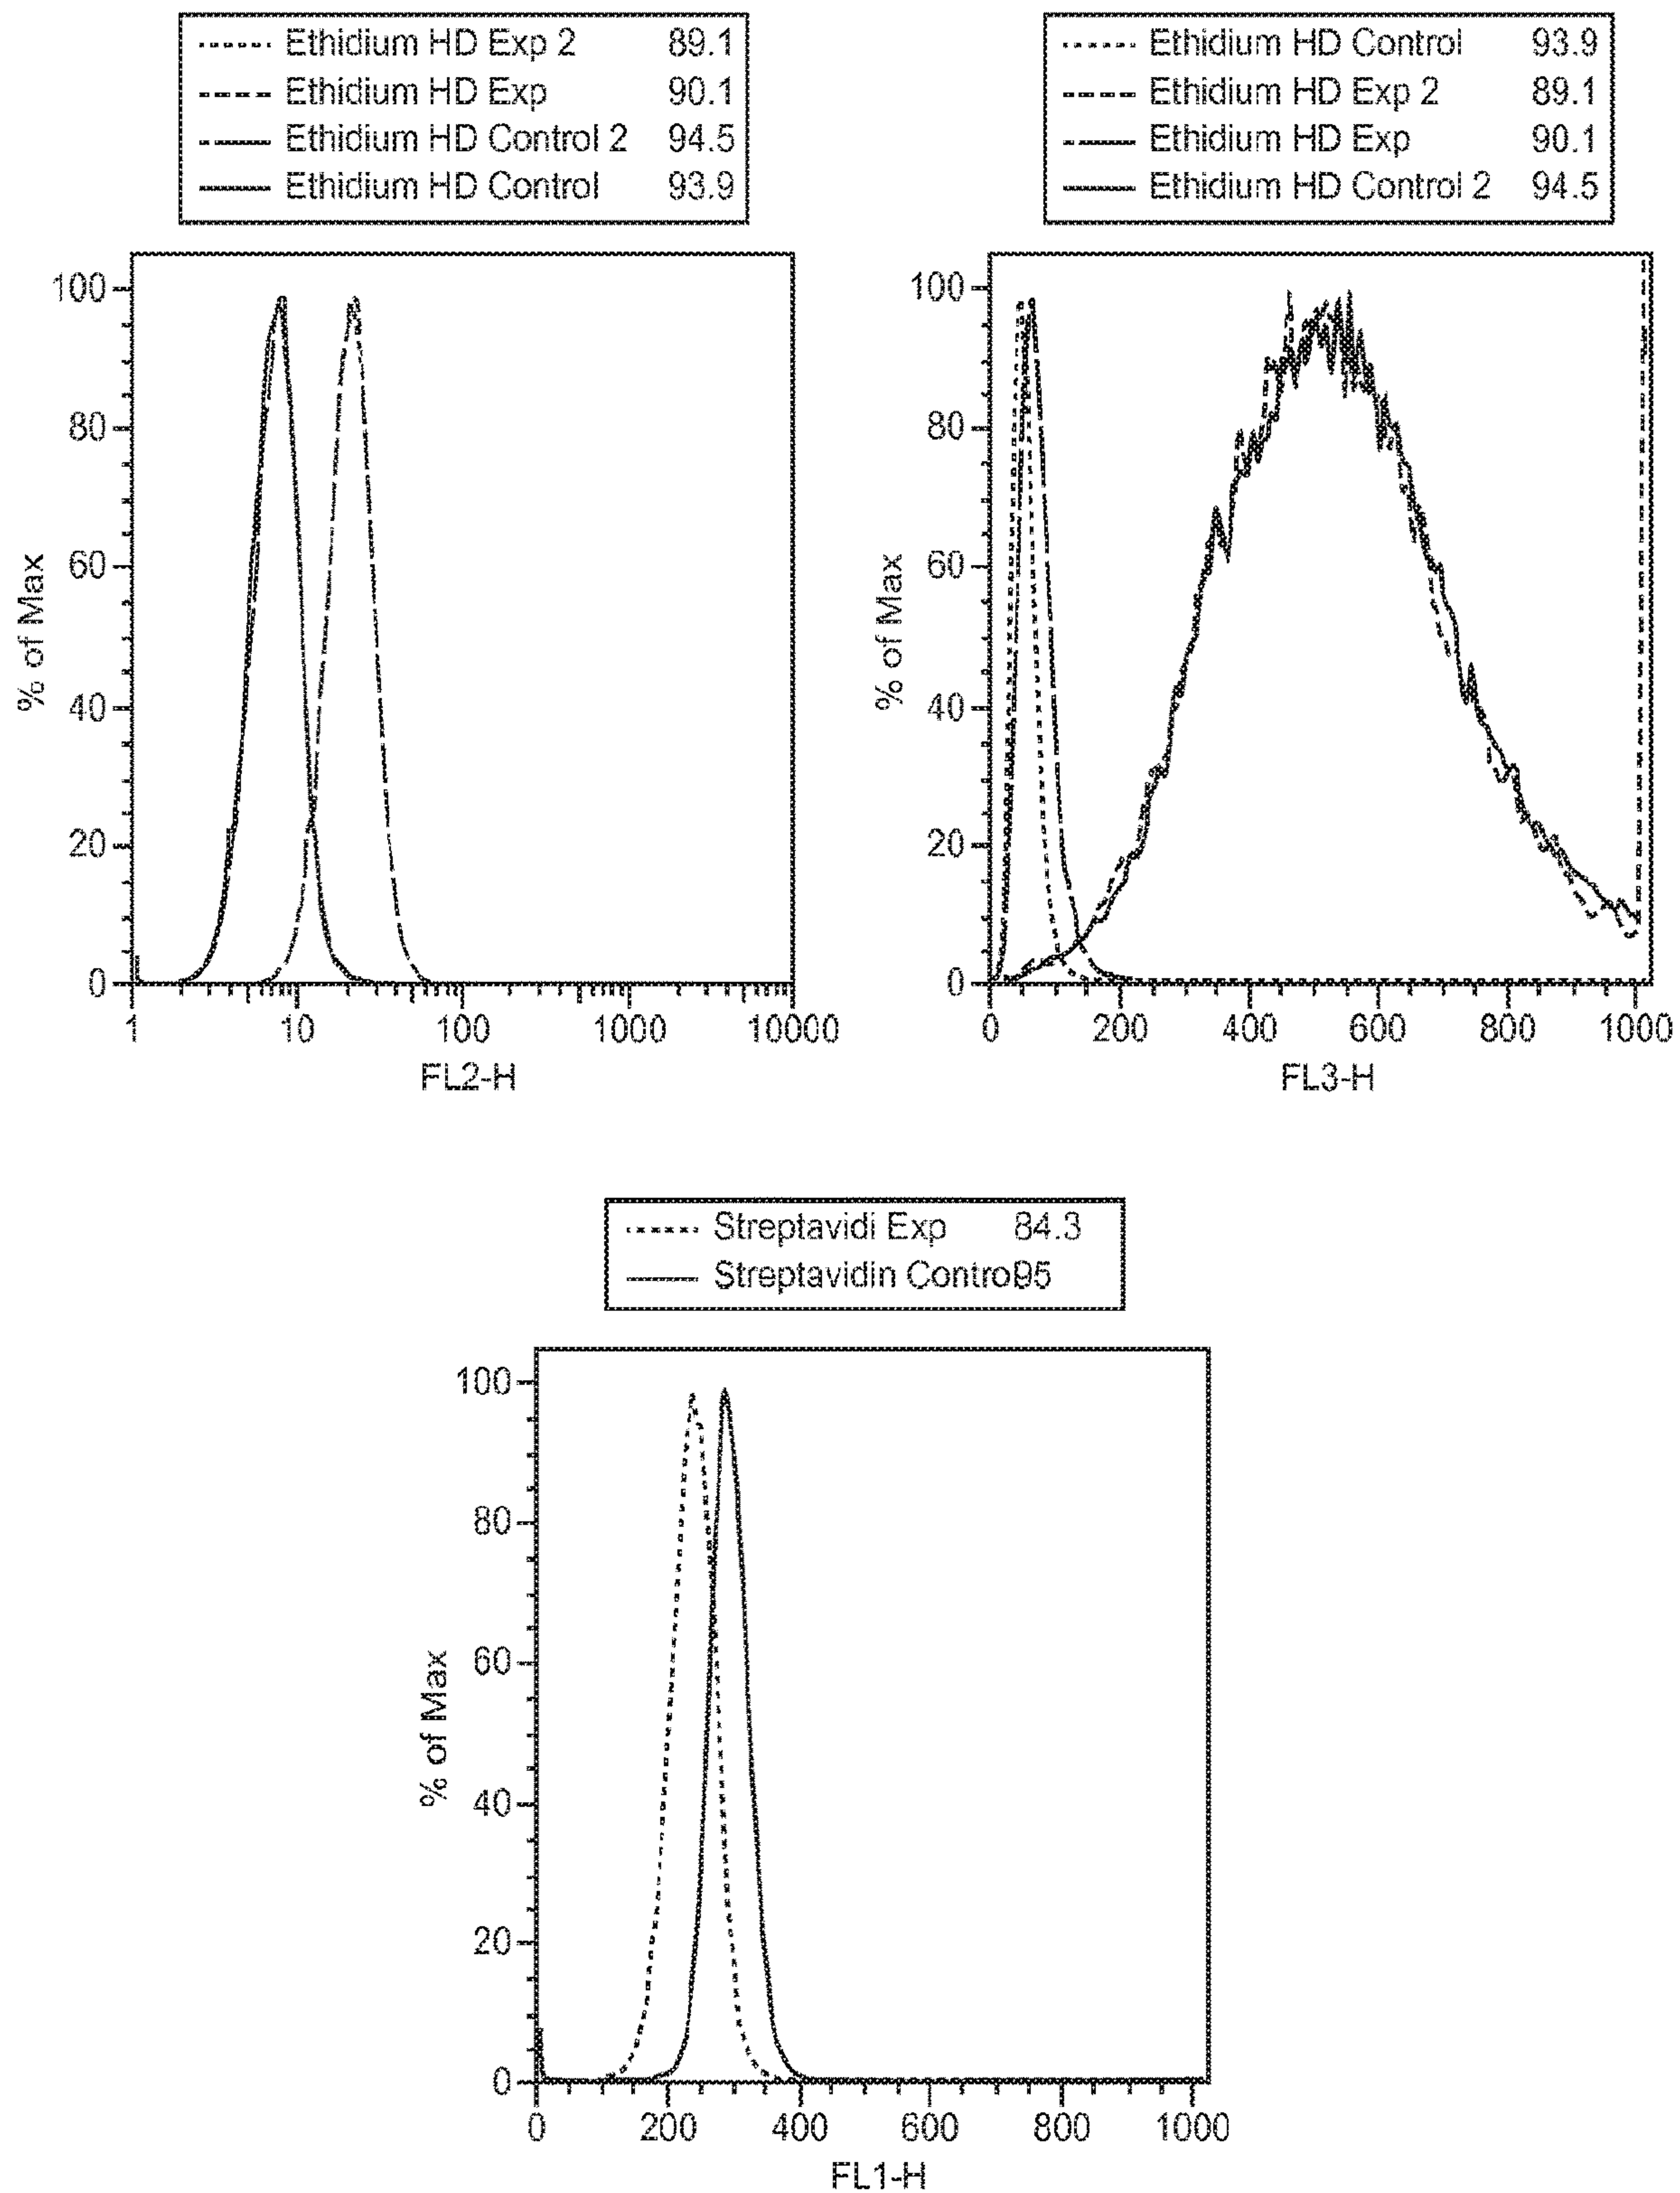 Ethidium HD Exp 2 89.1
Ethidium HD Exp 90.1
Ethidium HD Control 2 94.5
Ethidium HD Control 93.9
Ethidium HD Control 93.9
Ethidium HD Exp 2 89.1
Ethidium HD Exp 90.1
Ethidium HD Control 2 94.5
% of Max
100
80
60
40
20
0
1 10 100 1000 10000
FL2-H
% of Max
100
80
60
40
20
0
0 200 400 600 800 1000
FL3-H
Streptavidi Exp 84.3
Streptavidin Control 95
% of Max
100
80
60
40
20
0
0 200 400 600 800 1000
FL1-H